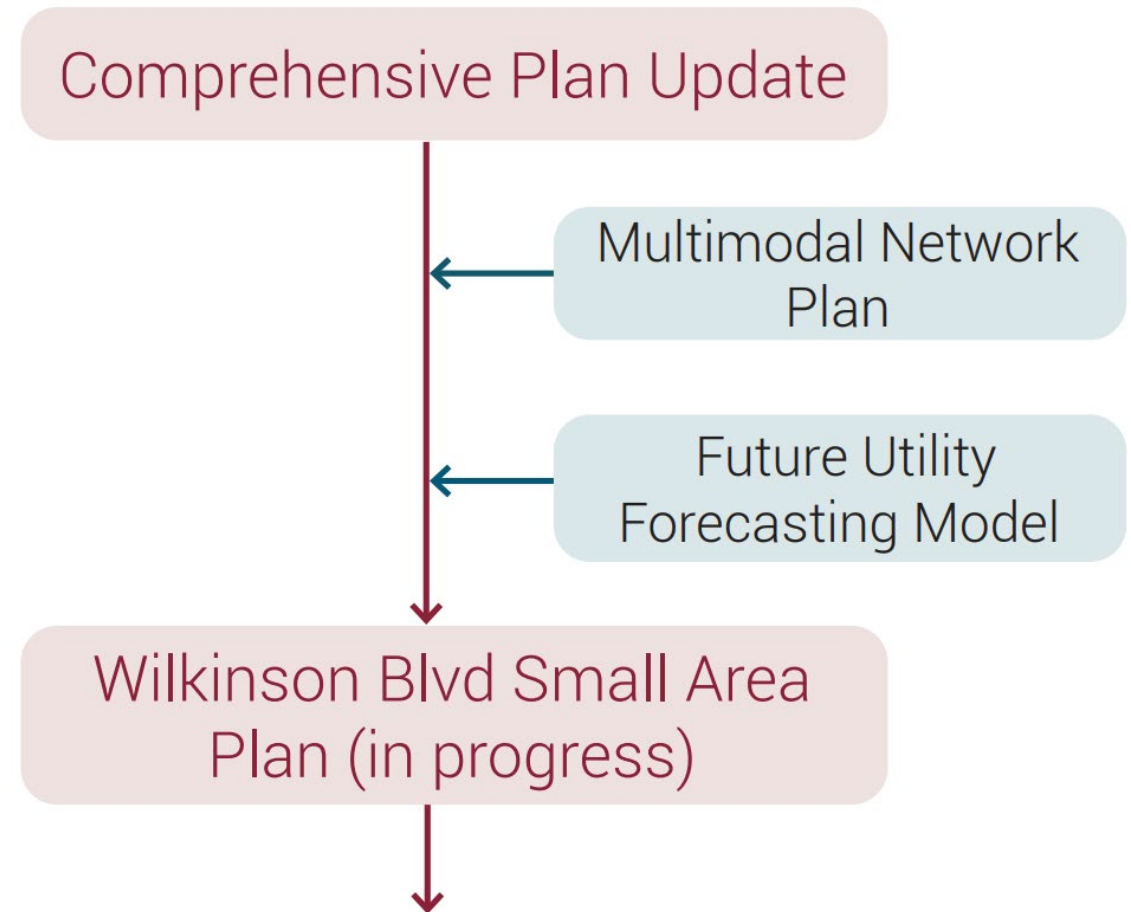 Comprehensive Plan Update
Multimodal Network
Plan
Future Utility
Forecasting Model
Wilkinson Blvd Small Area
Plan (in progress)